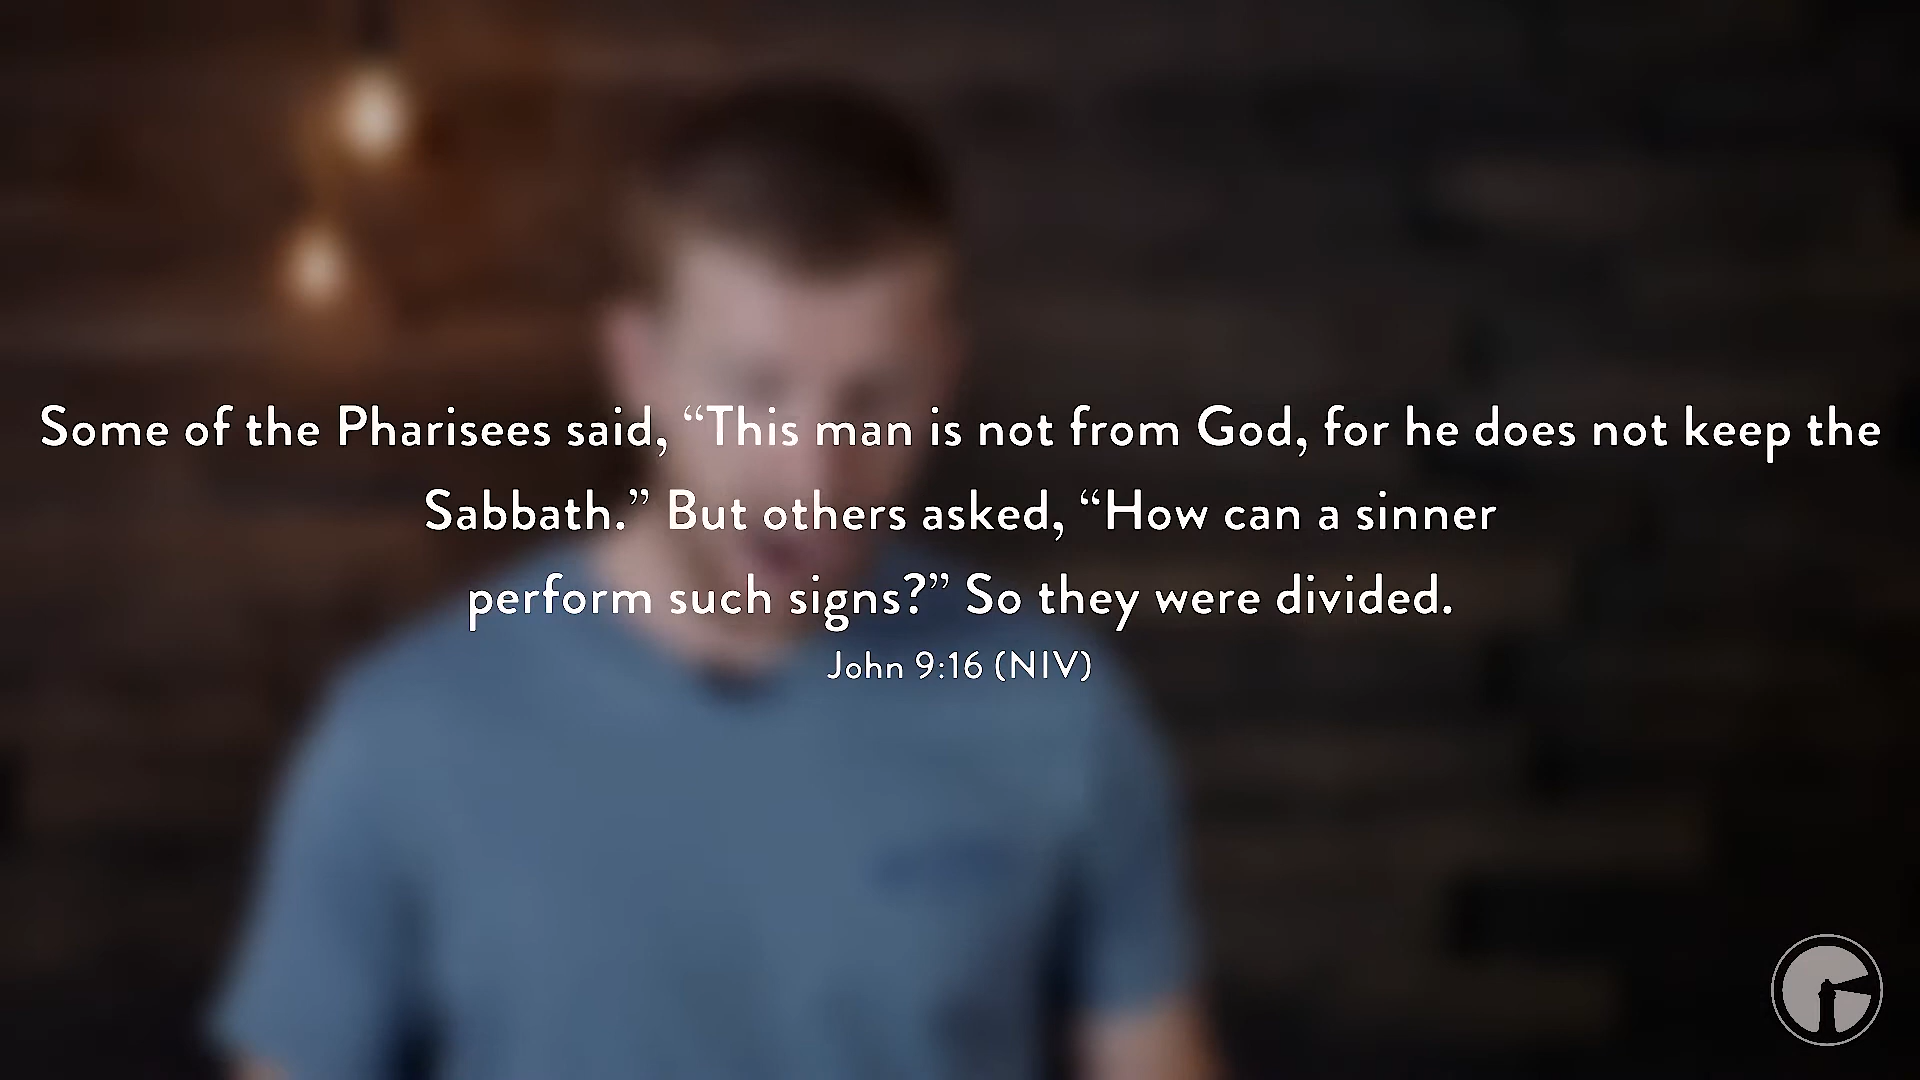 Some of the Pharisees said, “This man is not from God, for he does not keep the
Sabbath.” But others asked, “How can a sinner
perform such signs?” So they were divided.
John 9:16 (NIV)